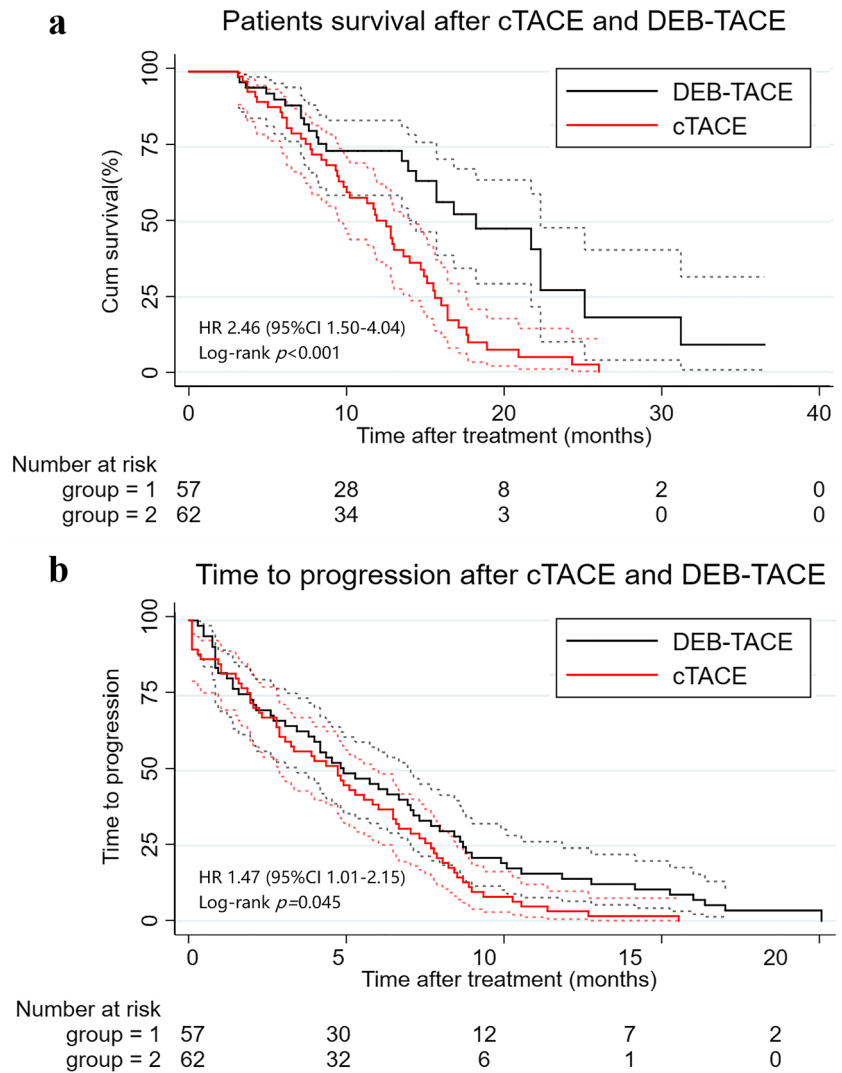 a
Patients survival after cTACE and DEB-TACE
100
75
50
25
0
Cum survival(%)
DEB-TACE
cTACE
HR 2.46 (95%CI 1.50-4.04)
Log-rank p<0.001
0 10 20 30 40
Time after treatment (months)
Number at risk
group = 1 57 28 8 2 0
group = 2 62 34 3 0 0
b
Time to progression after cTACE and DEB-TACE
100
75
50
25
0
Time to progression
DEB-TACE
cTACE
HR 1.47 (95%CI 1.01-2.15)
Log-rank p=0.045
0 5 10 15 20
Time after treatment (months)
Number at risk
group = 1 57 30 12 7 2
group = 2 62 32 6 1 0